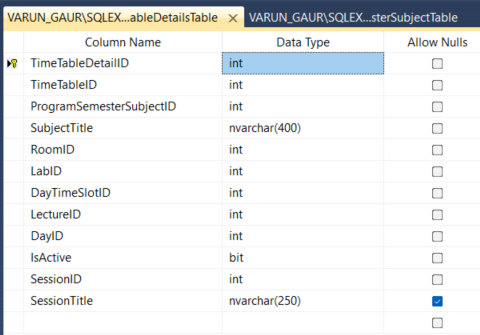 VARUN_GAUR\SQLEX...ableDetailsTable VARUN_GAUR\SQLEX...sterSubjectTable
Column Name Data Type Allow Nulls
TimeTableDetailID int
TimeTableID int
ProgramSemesterSubjectID int
SubjectTitle nvarchar(400)
RoomID int
LabID int
DayTimeSlotID int
LectureID int
DayID int
IsActive bit
SessionID int
SessionTitle nvarchar(250)